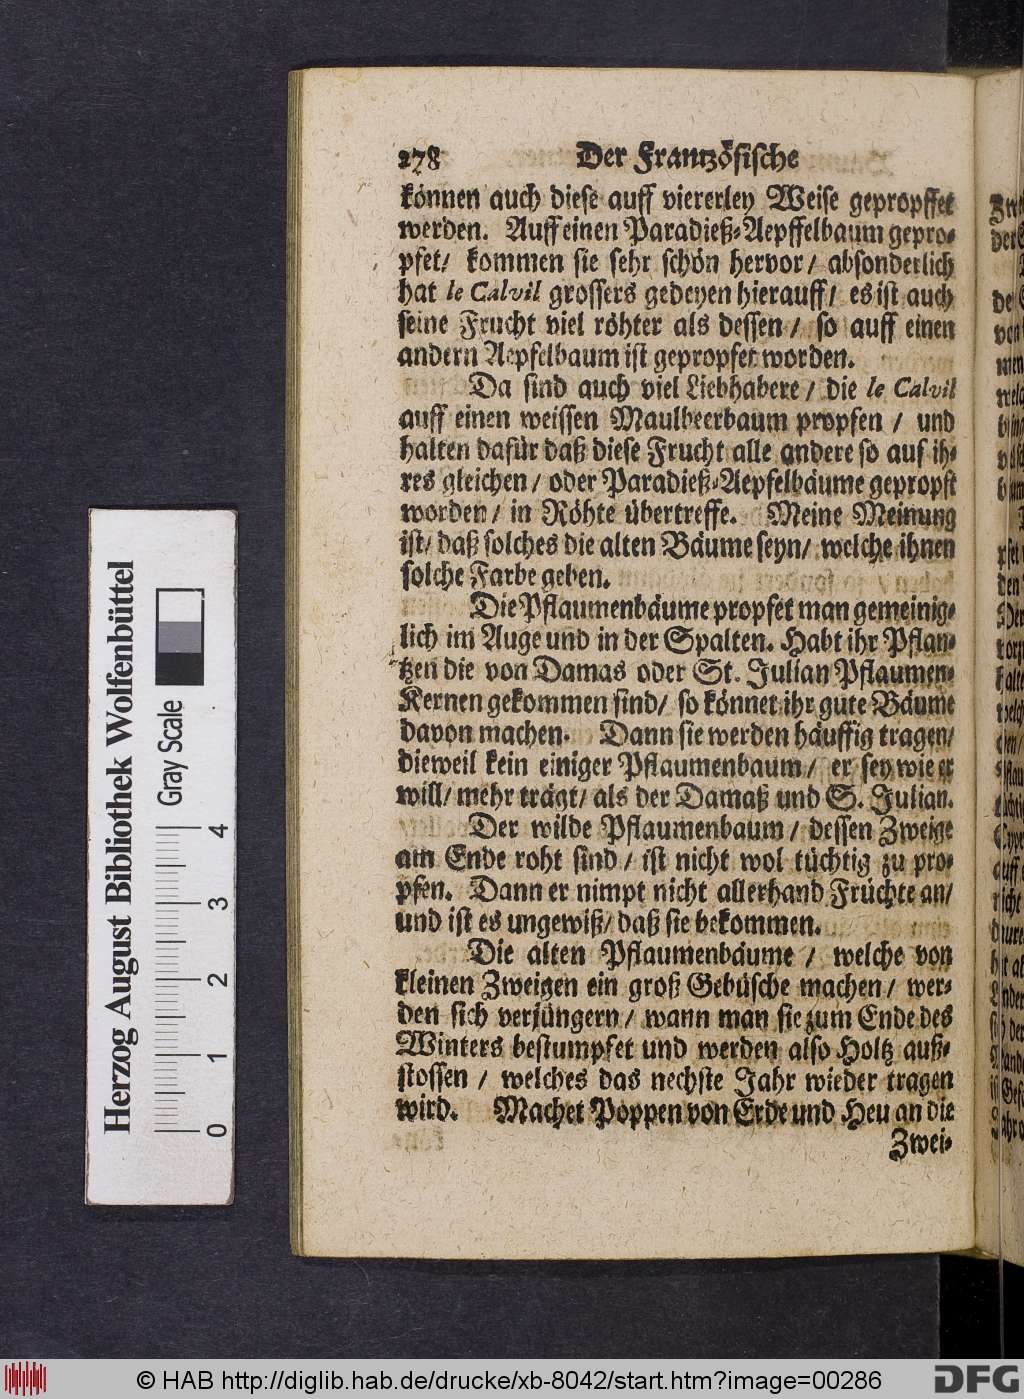 278 Der Frantzösische
können auch diese auff viererley Weise gepropffet
werden. Auff einen Paradieß-Aepffelbaum gepro-
pfet/ kommen sie sehr schön hervor/ absonderlich
hat le Calvil grossers gedeyen hierauff/ es ist auch
seine Frucht viel röhter als dessen/ so auff einen
andern Aepfelbaum ist gepropfet worden.
Da sind auch viel Liebhabere/ die le Calvil
auff einen weissen Maulbeerbaum propfen/ und
halten dafür daß diese Frucht alle andere so auf ih-
res gleichen/ oder Paradieß-Aepfelbäume gepropft
worden/ in Röhte übertreffe. Meine Meinung
ist/ daß solches die alten Bäume seyn/ welche ihnen
solche Farbe geben.
Die Pflaumenbäume propfet man gemeinig-
lich im Auge und in der Spalten. Habt ihr Pflan-
tzen die von Damas oder St. Julian Pflaumen-
Kernen gekommen sind/ so könnet ihr gute Bäume
davon machen. Dann sie werden häuffig tragen/
dieweil kein einiger Pflaumenbaum/ er sey wie er
will/ mehr trägt/ als der Damaß und S. Julian.
Der wilde Pflaumenbaum/ dessen Zweige
am Ende roht sind/ ist nicht wol tüchtig zu pro-
pfen. Dann er nimpt nicht allerhand Früchte an/
und ist es ungewiß/ daß sie bekommen.
Die alten Pflaumenbäume/ welche von
kleinen Zweigen ein groß Gebüsche machen/ wer-
den sich verjüngern/ wann man sie zum Ende des
Winters bestumpfet und werden also Holtz auß-
stossen/ welches das nechste Jahr wieder tragen
wird. Machet Poppen von Erde und Heu an die
Zwei-
Herzog August Bibliothek Wolfenbüttel
Gray Scale
0 1 2 3 4
© HAB http://diglib.hab.de/drucke/xb-8042/start.htm?image=00286
DFG